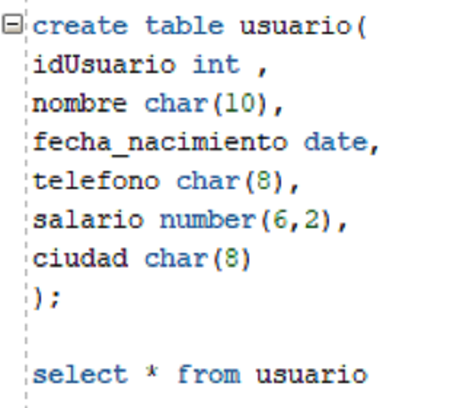 create table usuario(
idUsuario int ,
nombre char(10),
fecha_nacimiento date,
telefono char(8),
salario number(6,2),
ciudad char(8)
);
select * from usuario